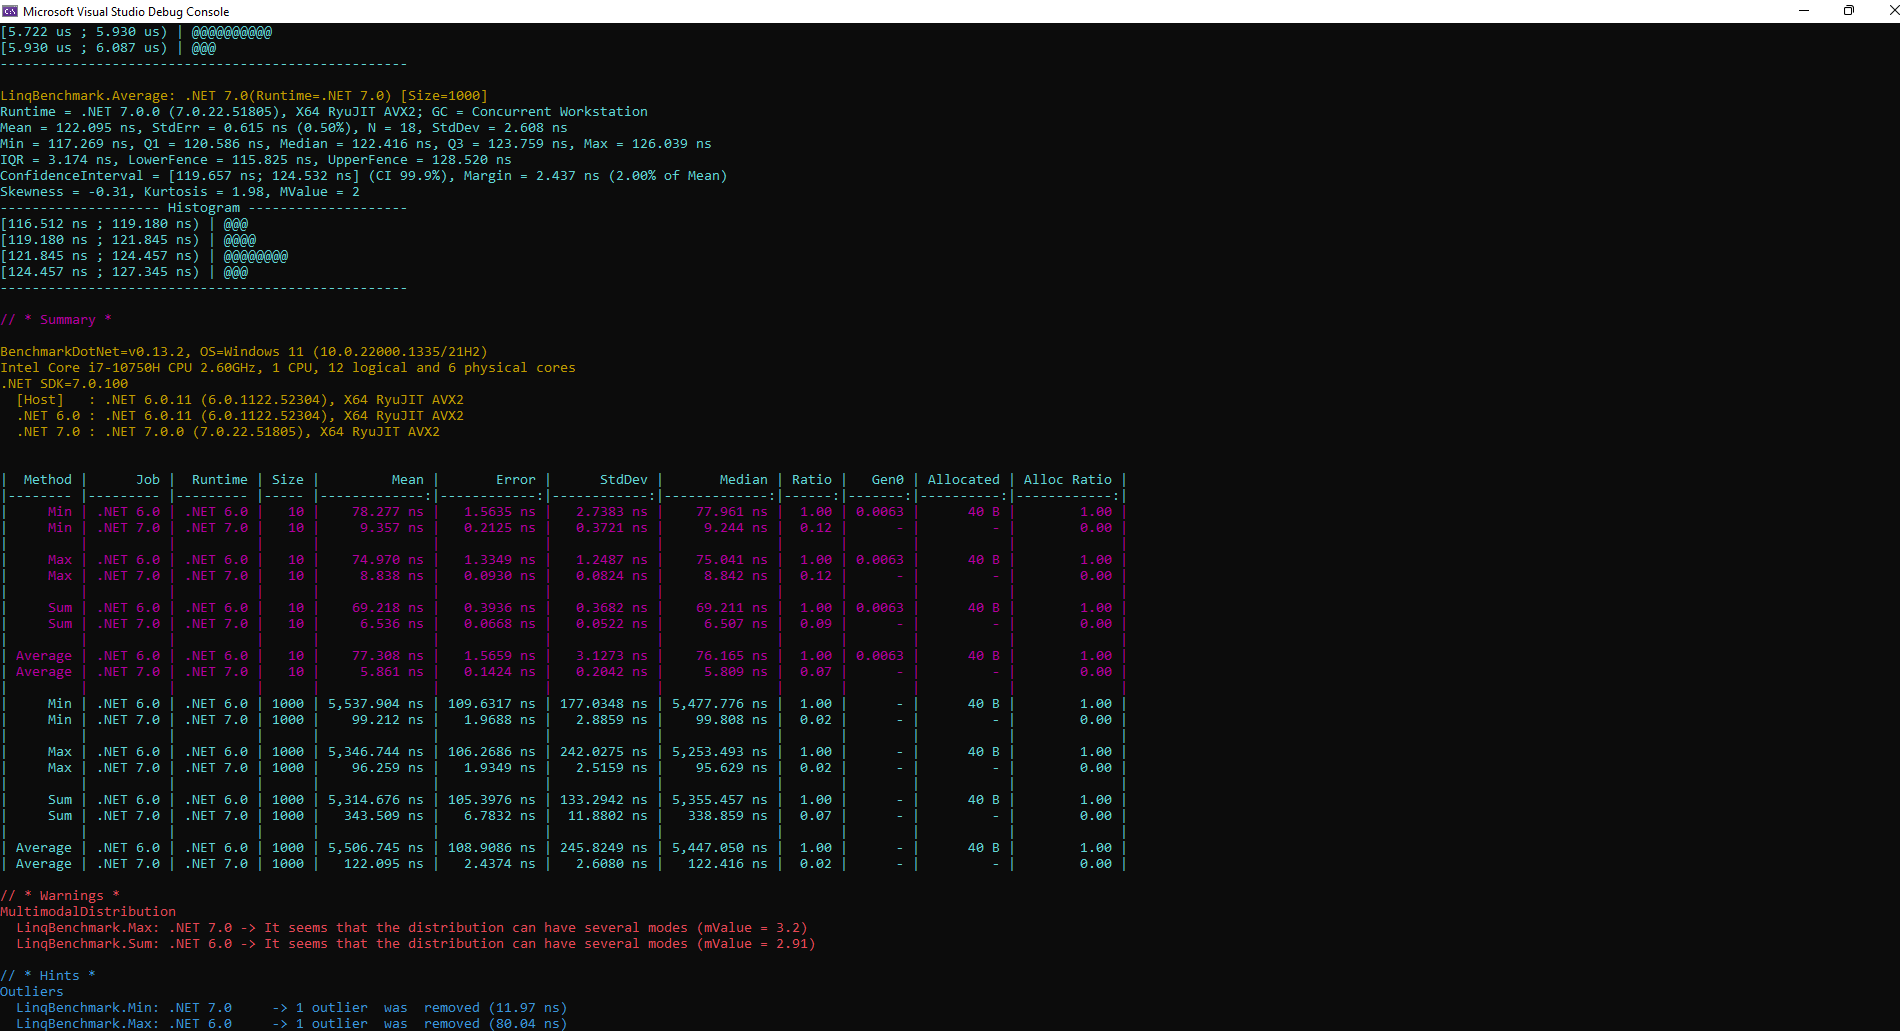 Microsoft Visual Studio Debug Console
[5.722 us ; 5.930 us) | @@@@@@@@@@
[5.930 us ; 6.087 us) | @@@
---------------------------------------------------
LinqBenchmark.Average: .NET 7.0(Runtime=.NET 7.0) [Size=1000]
Runtime = .NET 7.0.0 (7.0.22.51805), X64 RyuJIT AVX2; GC = Concurrent Workstation
Mean = 122.095 ns, StdErr = 0.615 ns (0.50%), N = 18, StdDev = 2.608 ns
Min = 117.269 ns, Q1 = 120.586 ns, Median = 122.416 ns, Q3 = 123.759 ns, Max = 126.039 ns
IQR = 3.174 ns, LowerFence = 115.825 ns, UpperFence = 128.520 ns
ConfidenceInterval = [119.657 ns; 124.532 ns] (CI 99.9%), Margin = 2.437 ns (2.00% of Mean)
Skewness = -0.31, Kurtosis = 1.98, MValue = 2
-------------------- Histogram --------------------
[116.512 ns ; 119.180 ns) | @@@
[119.180 ns ; 121.845 ns) | @@@@
[121.845 ns ; 124.457 ns) | @@@@@@@@
[124.457 ns ; 127.345 ns) | @@@
---------------------------------------------------
// * Summary *
BenchmarkDotNet=v0.13.2, OS=Windows 11 (10.0.22000.1335/21H2)
Intel Core i7-10750H CPU 2.60GHz, 1 CPU, 12 logical and 6 physical cores
.NET SDK=7.0.100
[Host]   : .NET 6.0.11 (6.0.1122.52304), X64 RyuJIT AVX2
.NET 6.0 : .NET 6.0.11 (6.0.1122.52304), X64 RyuJIT AVX2
.NET 7.0 : .NET 7.0.0 (7.0.22.51805), X64 RyuJIT AVX2
| Method | Job | Runtime | Size | Mean | Error | StdDev | Median | Ratio | Gen0 | Allocated | Alloc Ratio |
|-------- |--------- |--------- |----- |-------------:|------------:|------------:|-------------:|------:|-------:|----------:|------------:|
| Min | .NET 6.0 | .NET 6.0 | 10 | 78.277 ns | 1.5635 ns | 2.7383 ns | 77.961 ns | 1.00 | 0.0063 | 40 B | 1.00 |
| Min | .NET 7.0 | .NET 7.0 | 10 | 9.357 ns | 0.2125 ns | 0.3721 ns | 9.244 ns | 0.12 | - | - | 0.00 |
| | | | | | | | | | | | |
| Max | .NET 6.0 | .NET 6.0 | 10 | 74.970 ns | 1.3349 ns | 1.2487 ns | 75.041 ns | 1.00 | 0.0063 | 40 B | 1.00 |
| Max | .NET 7.0 | .NET 7.0 | 10 | 8.838 ns | 0.0930 ns | 0.0824 ns | 8.842 ns | 0.12 | - | - | 0.00 |
| | | | | | | | | | | | |
| Sum | .NET 6.0 | .NET 6.0 | 10 | 69.218 ns | 0.3936 ns | 0.3682 ns | 69.211 ns | 1.00 | 0.0063 | 40 B | 1.00 |
| Sum | .NET 7.0 | .NET 7.0 | 10 | 6.536 ns | 0.0668 ns | 0.0522 ns | 6.507 ns | 0.09 | - | - | 0.00 |
| | | | | | | | | | | | |
| Average | .NET 6.0 | .NET 6.0 | 10 | 77.308 ns | 1.5659 ns | 3.1273 ns | 76.165 ns | 1.00 | 0.0063 | 40 B | 1.00 |
| Average | .NET 7.0 | .NET 7.0 | 10 | 5.861 ns | 0.1424 ns | 0.2042 ns | 5.809 ns | 0.07 | - | - | 0.00 |
| | | | | | | | | | | | |
| Min | .NET 6.0 | .NET 6.0 | 1000 | 5,537.904 ns | 109.6317 ns | 177.0348 ns | 5,477.776 ns | 1.00 | - | 40 B | 1.00 |
| Min | .NET 7.0 | .NET 7.0 | 1000 | 99.212 ns | 1.9688 ns | 2.8859 ns | 99.808 ns | 0.02 | - | - | 0.00 |
| | | | | | | | | | | | |
| Max | .NET 6.0 | .NET 6.0 | 1000 | 5,346.744 ns | 106.2686 ns | 242.0275 ns | 5,253.493 ns | 1.00 | - | 40 B | 1.00 |
| Max | .NET 7.0 | .NET 7.0 | 1000 | 96.259 ns | 1.9349 ns | 2.5159 ns | 95.629 ns | 0.02 | - | - | 0.00 |
| | | | | | | | | | | | |
| Sum | .NET 6.0 | .NET 6.0 | 1000 | 5,314.676 ns | 105.3976 ns | 133.2942 ns | 5,355.457 ns | 1.00 | - | 40 B | 1.00 |
| Sum | .NET 7.0 | .NET 7.0 | 1000 | 343.509 ns | 6.7832 ns | 11.8802 ns | 338.859 ns | 0.07 | - | - | 0.00 |
| | | | | | | | | | | | |
| Average | .NET 6.0 | .NET 6.0 | 1000 | 5,506.745 ns | 108.9086 ns | 245.8249 ns | 5,447.050 ns | 1.00 | - | 40 B | 1.00 |
| Average | .NET 7.0 | .NET 7.0 | 1000 | 122.095 ns | 2.4374 ns | 2.6080 ns | 122.416 ns | 0.02 | - | - | 0.00 |
// * Warnings *
MultimodalDistribution
LinqBenchmark.Max: .NET 7.0 -> It seems that the distribution can have several modes (mValue = 3.2)
LinqBenchmark.Sum: .NET 6.0 -> It seems that the distribution can have several modes (mValue = 2.91)
// * Hints *
Outliers
LinqBenchmark.Min: .NET 7.0     -> 1 outlier  was  removed (11.97 ns)
LinqBenchmark.Max: .NET 6.0     -> 1 outlier  was  removed (80.04 ns)